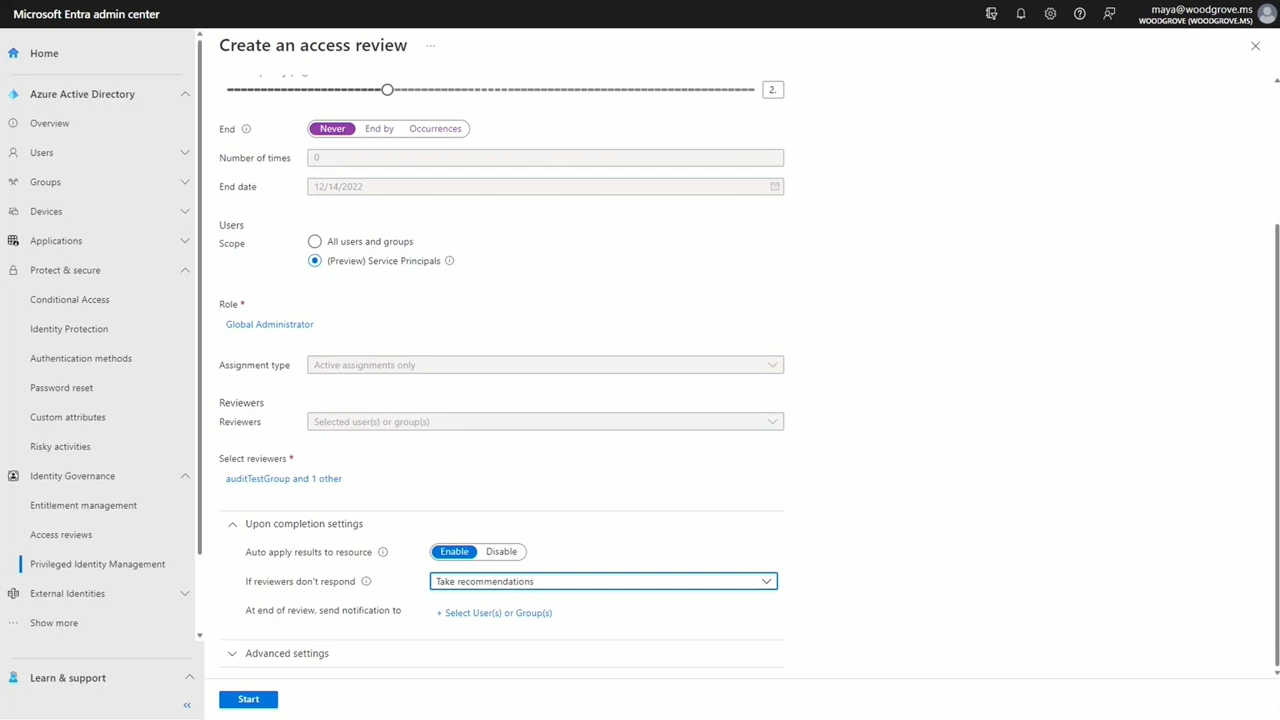 Microsoft Entra admin center
maya@woodgrove.ms
WOODGROVE (WOODGROVE.MS)
Home
Azure Active Directory
Overview
Users
Groups
Devices
Applications
Protect & secure
Conditional Access
Identity Protection
Authentication methods
Password reset
Custom attributes
Risky activities
Identity Governance
Entitlement management
Access reviews
Privileged Identity Management
External Identities
Show more
Learn & support
Create an access review
2.
End
Never End by Occurrences
Number of times
0
End date
12/14/2022
Users
Scope
All users and groups
(Preview) Service Principals
Role *
Global Administrator
Assignment type
Active assignments only
Reviewers
Reviewers
Selected user(s) or group(s)
Select reviewers *
auditTestGroup and 1 other
Upon completion settings
Auto apply results to resource
Enable Disable
If reviewers don't respond
Take recommendations
At end of review, send notification to
+ Select User(s) or Group(s)
Advanced settings
Start